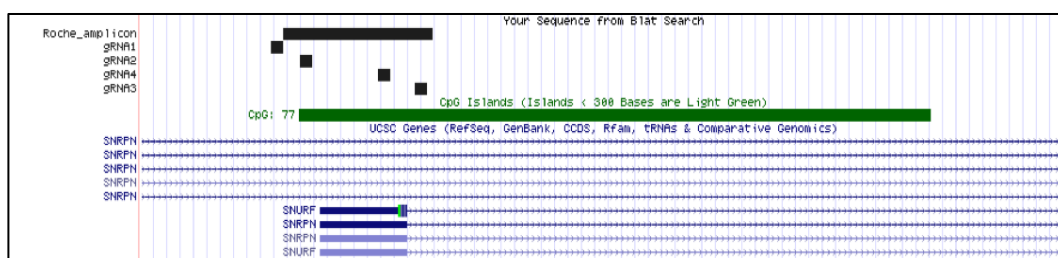 Your Sequence from Blat Search
Roche_amplicon
gRNA1
gRNA2
gRNA4
gRNA3
CpG Islands (Islands < 300 Bases are Light Green)
CpG: 77
UCSC Genes (RefSeq, GenBank, CCDS, Rfam, tRNAs & Comparative Genomics)
SNRPN
SNRPN
SNRPN
SNRPN
SNRPN
SNURF
SNRPN
SNRPN
SNURF